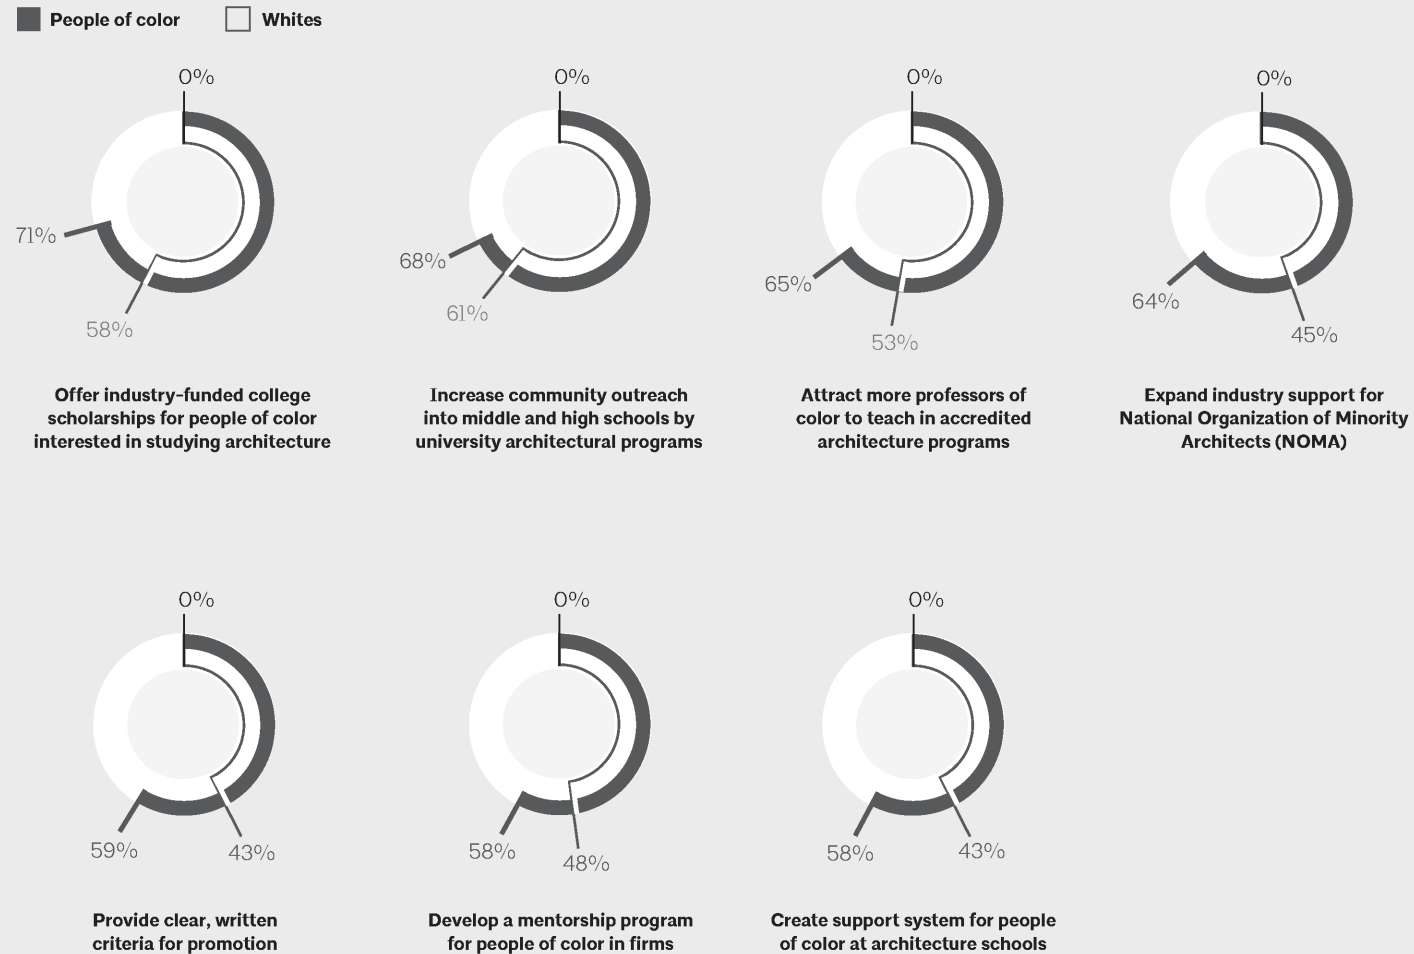 People of color
Whites
0%
71%
58%
Offer industry-funded college
scholarships for people of color
interested in studying architecture
0%
68%
61%
Increase community outreach
into middle and high schools by
university architectural programs
0%
65%
53%
Attract more professors of
color to teach in accredited
architecture programs
0%
64%
45%
Expand industry support for
National Organization of Minority
Architects (NOMA)
0%
59%
43%
Provide clear, written
criteria for promotion
0%
58%
48%
Develop a mentorship program
for people of color in firms
0%
58%
43%
Create support system for people
of color at architecture schools